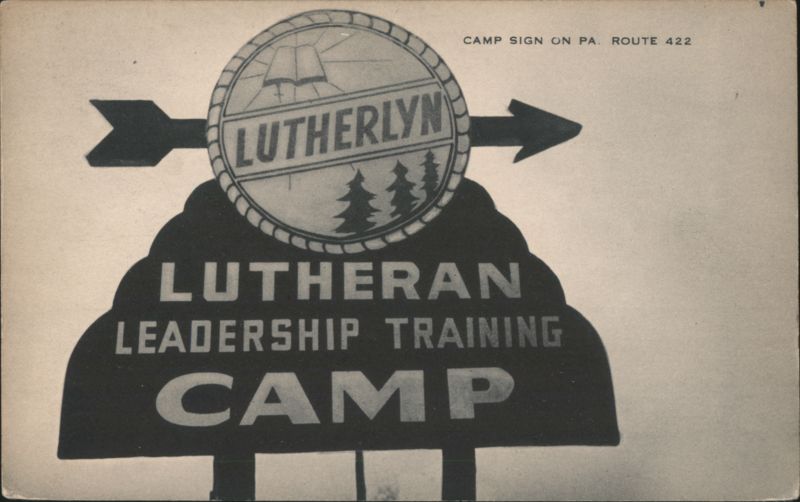 CAMP SIGN ON PA. ROUTE 422
LUTHERLYN
LUTHERAN
LEADERSHIP TRAINING
CAMP